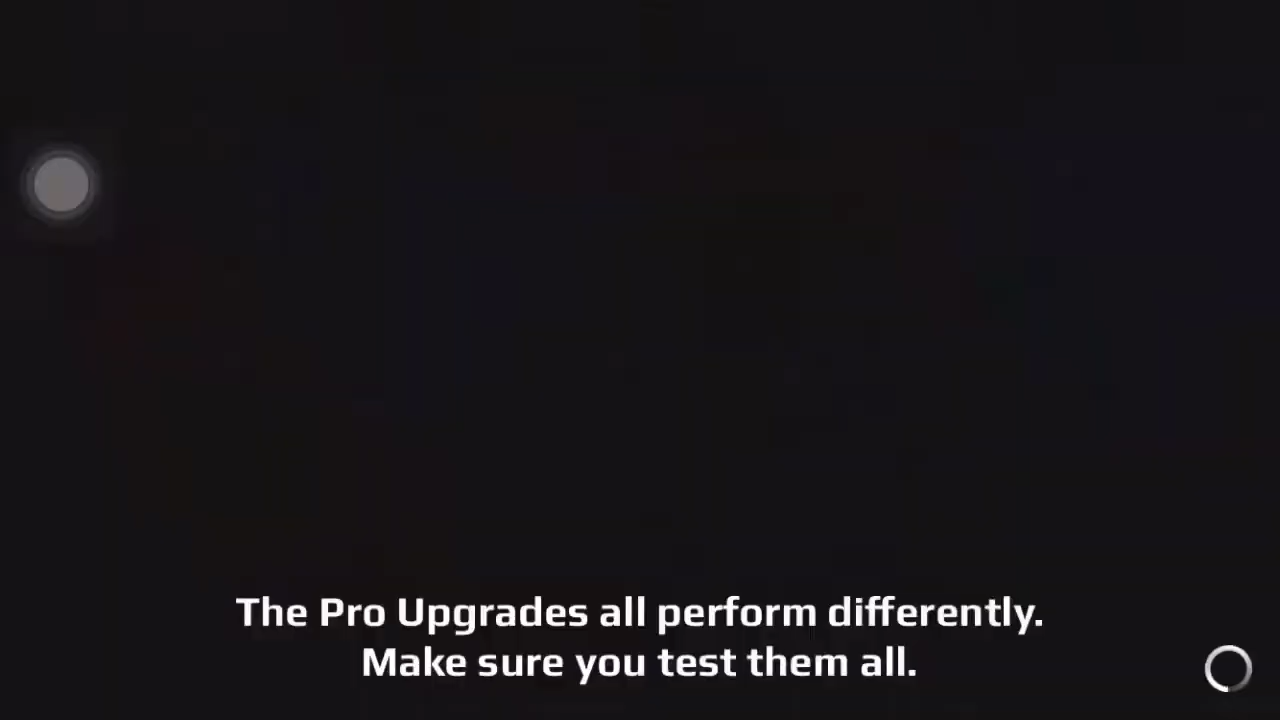 The Pro Upgrades all perform differently.
Make sure you test them all.